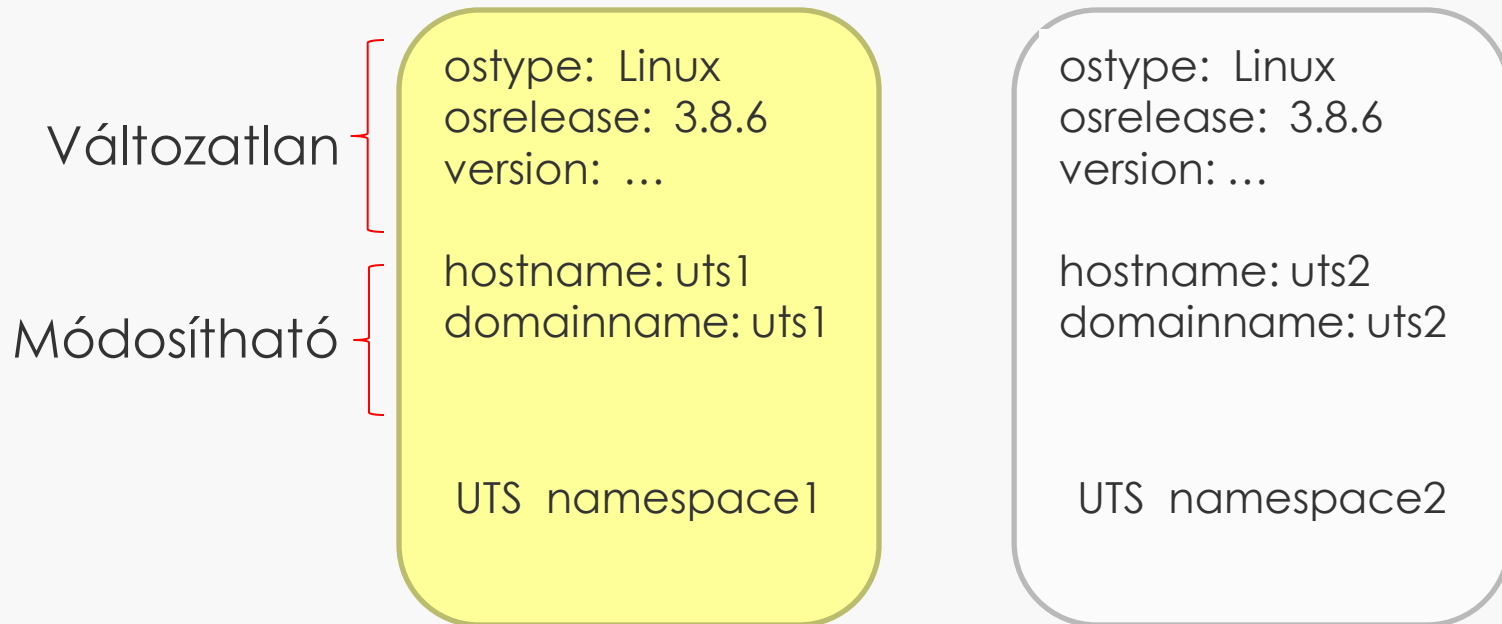 Változatlan
Módosítható
ostype: Linux
osrelease: 3.8.6
version: ...
hostname: uts1
domainname: uts1
UTS namespace1
ostype: Linux
osrelease: 3.8.6
version: ...
hostname: uts2
domainname: uts2
UTS namespace2